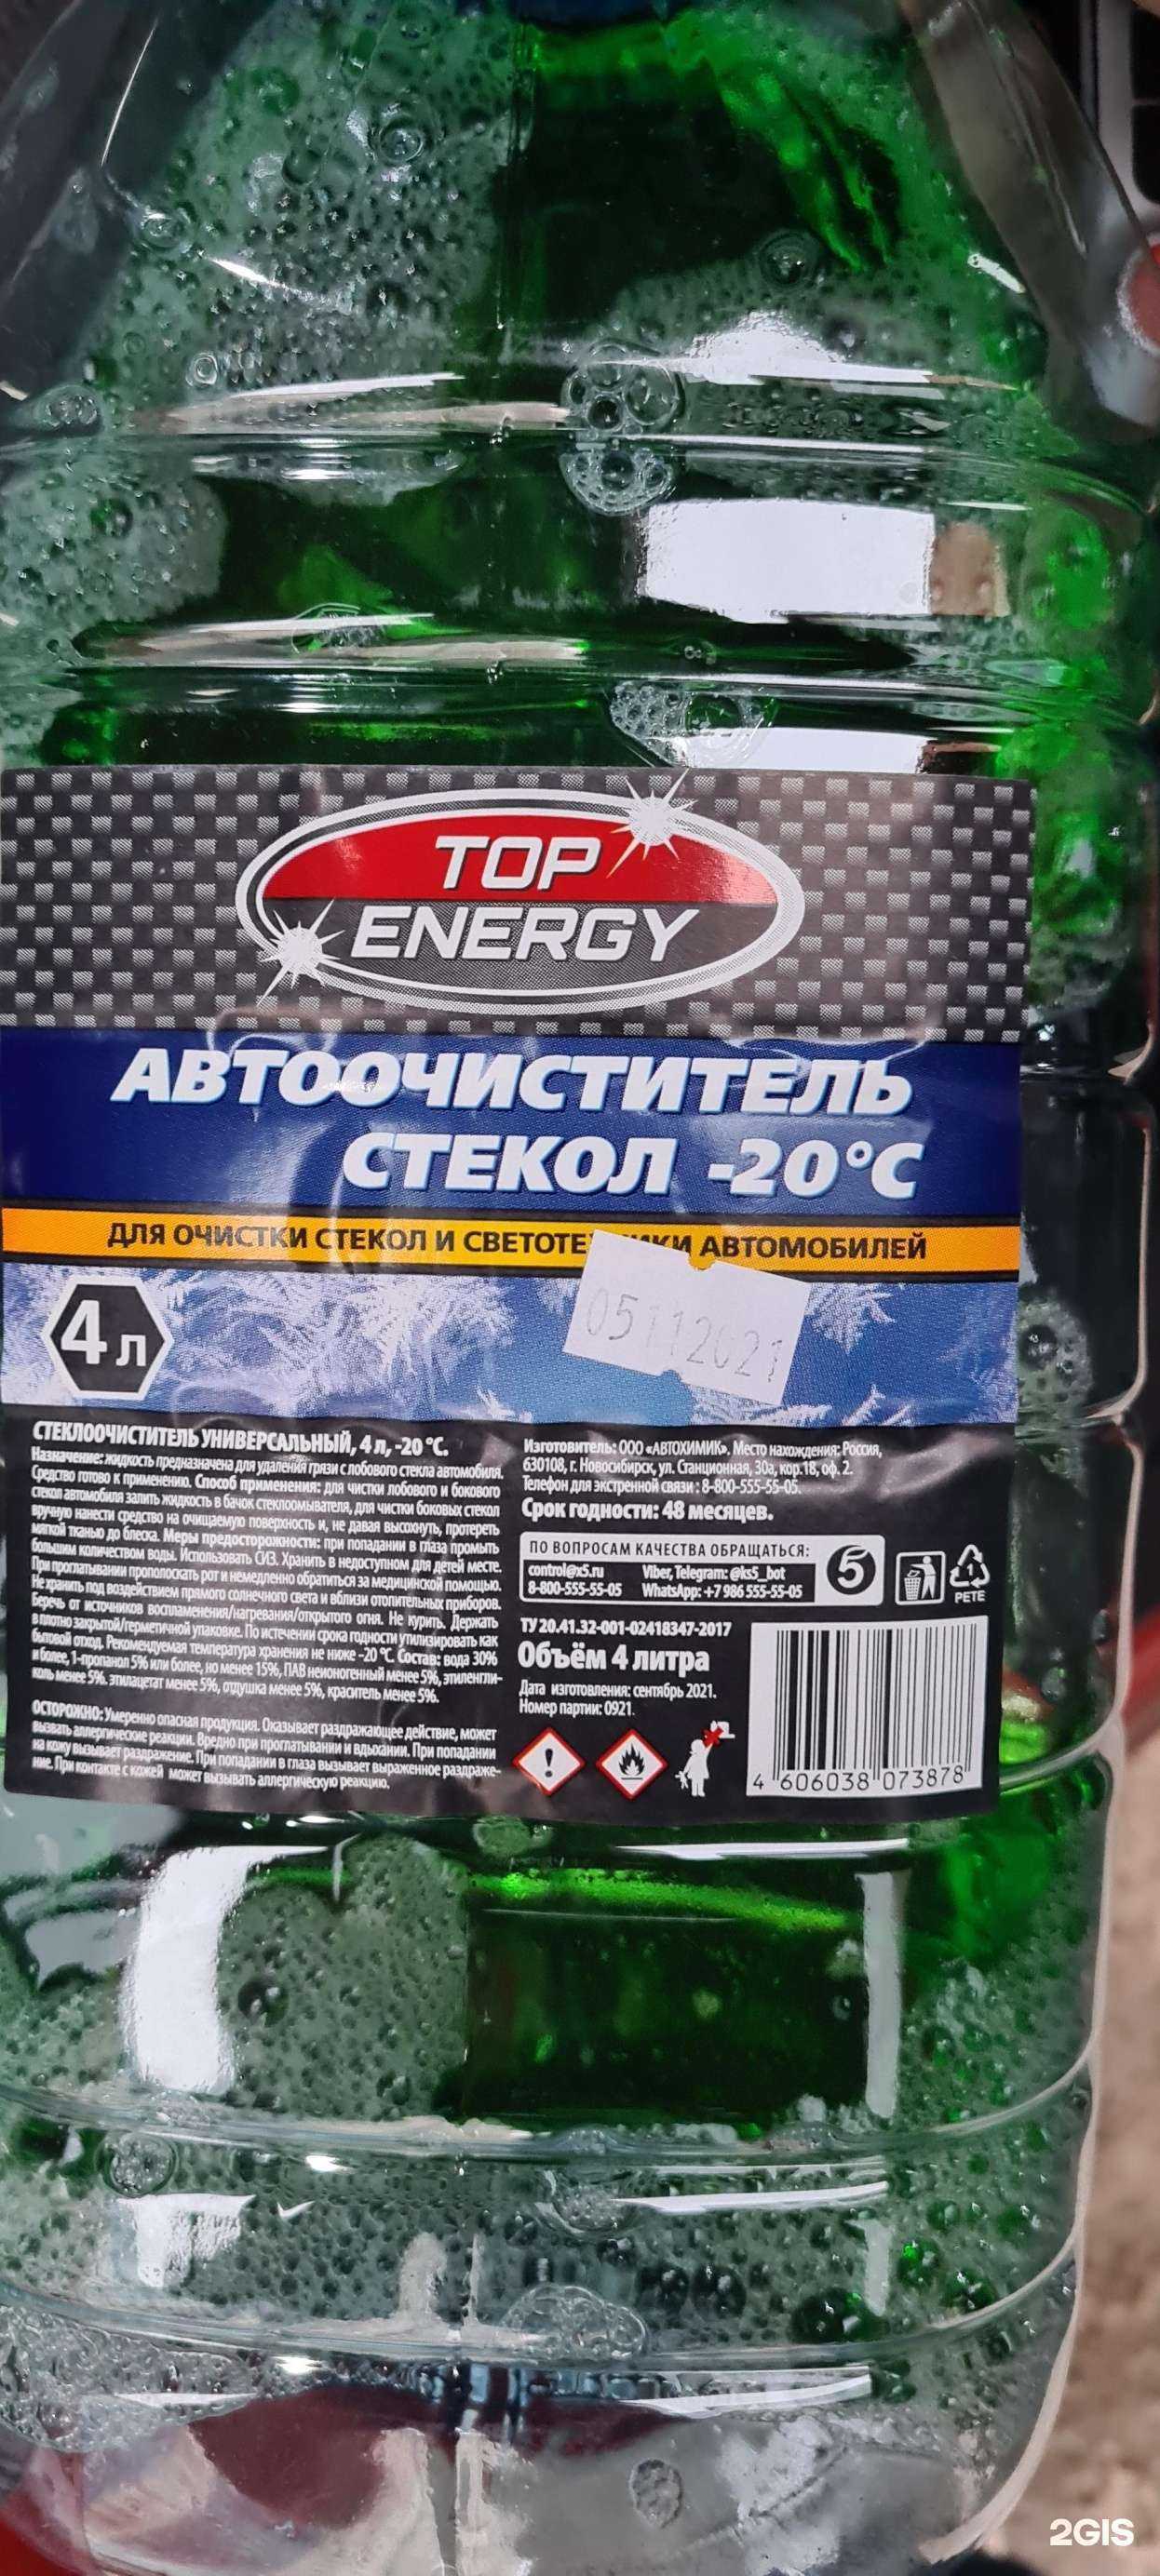 TOP
ENERGY
АВТООЧИСТИТЕЛЬ
СТЕКОЛ -20°C
ДЛЯ ОЧИСТКИ СТЕКОЛ И АВТОМОБИЛЕЙ
05112021
4 л
СТЕКЛООЧИСТИТЕЛЬ УНИВЕРСАЛЬНЫЙ, 4 л, -20 °С.
Назначение: жидкость предназначена для удаления грязи с лобового стекла автомобиля.
Средство готово к применению. Способ применения: для чистки лобового и бокового
стекол автомобиля залить жидкость в бачок стеклоомывателя, для чистки боковых стекол
вручную нанести средство на очищаемую поверхность и, не давая высохнуть, протереть
мягкой тканью до блеска. Меры предосторожности: при попадании в глаза промыть
большим количеством воды. Использовать СИЗ. Хранить в недоступном для детей месте.
При проглатывании прополоскать рот и немедленно обратиться за медицинской помощью.
Не хранить под воздействием прямого солнечного света и вблизи отопительных приборов.
Беречь от источников воспламенения/нагревания/открытого огня. Не курить. Держать
в плотно закрытой/герметичной упаковке. По истечении срока годности утилизировать как
бытовой отход. Рекомендуемая температура хранения не ниже -20 °С. Состав: вода 30%
и более, 1-пропанол 5% или более, но менее 15%, ПАВ неионогенный менее 5%, этиленгли-
коль менее 5%. этилацетат менее 5%, отдушка менее 5%, краситель менее 5%.
ОСТОРОЖНО: Умеренно опасная продукция. Оказывает раздражающее действие, может
вызвать аллергические реакции. Вредно при проглатывании и вдыхании. При попадании
на кожу вызывает раздражение. При попадании в глаза вызывает выраженное раздраже-
ние. При контакте с кожей может вызывать аллергическую реакцию.
Изготовитель: ООО «АВТОХИМИК». Место нахождения: Россия,
630108, г. Новосибирск, ул. Станционная, 30а, кор.18, оф. 2.
Телефон для экстренной связи: 8-800-555-55-05.
Срок годности: 48 месяцев.
ПО ВОПРОСАМ КАЧЕСТВА ОБРАЩАТЬСЯ:
control@x5.ru Viber, Telegram: @ks5_bot
8-800-555-55-05 WhatsApp: +7 986 555-55-05
5
1
PETE
ТУ 20.41.32-001-02418347-2017
Объём 4 литра
Дата изготовления: сентябрь 2021.
Номер партии: 0921.
4 606038 073878
2GIS